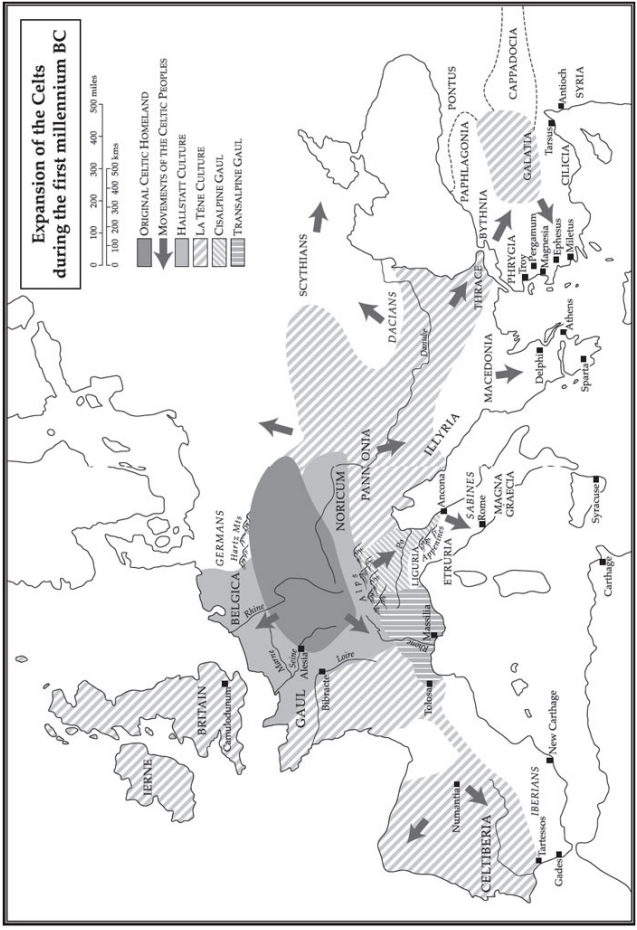 Expansion of the Celts
during the first millennium BC
0 100 200 300 400 500 miles
0 100 200 300 400 500 kms
ORIGINAL CELTIC HOMELAND
MOVEMENTS OF THE CELTIC PEOPLES
HALLSTATT CULTURE
LA TÈNE CULTURE
CISALPINE GAUL
TRANSALPINE GAUL
IERNE
BRITAIN
Camulodunum
GERMANS
Hartz Mts
BELGICA
Rhine
Marne
Seine
Alesia
GAUL
Bibracte
Loire
NORICUM
PANNONIA
SCYTHIANS
DACIANS
Danube
ALPS
Po
LIGURIA
Appenines
ETRURIA
Ancona
SABINES
Rome
MAGNA
GRAECIA
ILLYRIA
MACEDONIA
THRACE
Massilia
Rhone
Tolosa
Numantia
CELTIBERIA
IBERIANS
Tartessos
Gades
New Carthage
Carthage
Syracuse
Delphi
Athens
Sparta
BYTHNIA
PAPHLAGONIA
PONTUS
CAPPADOCIA
GALATIA
PHRYGIA
Troy
Pergamum
Magnesia
Ephesus
Miletus
CILICIA
Tarsus
Antioch
SYRIA